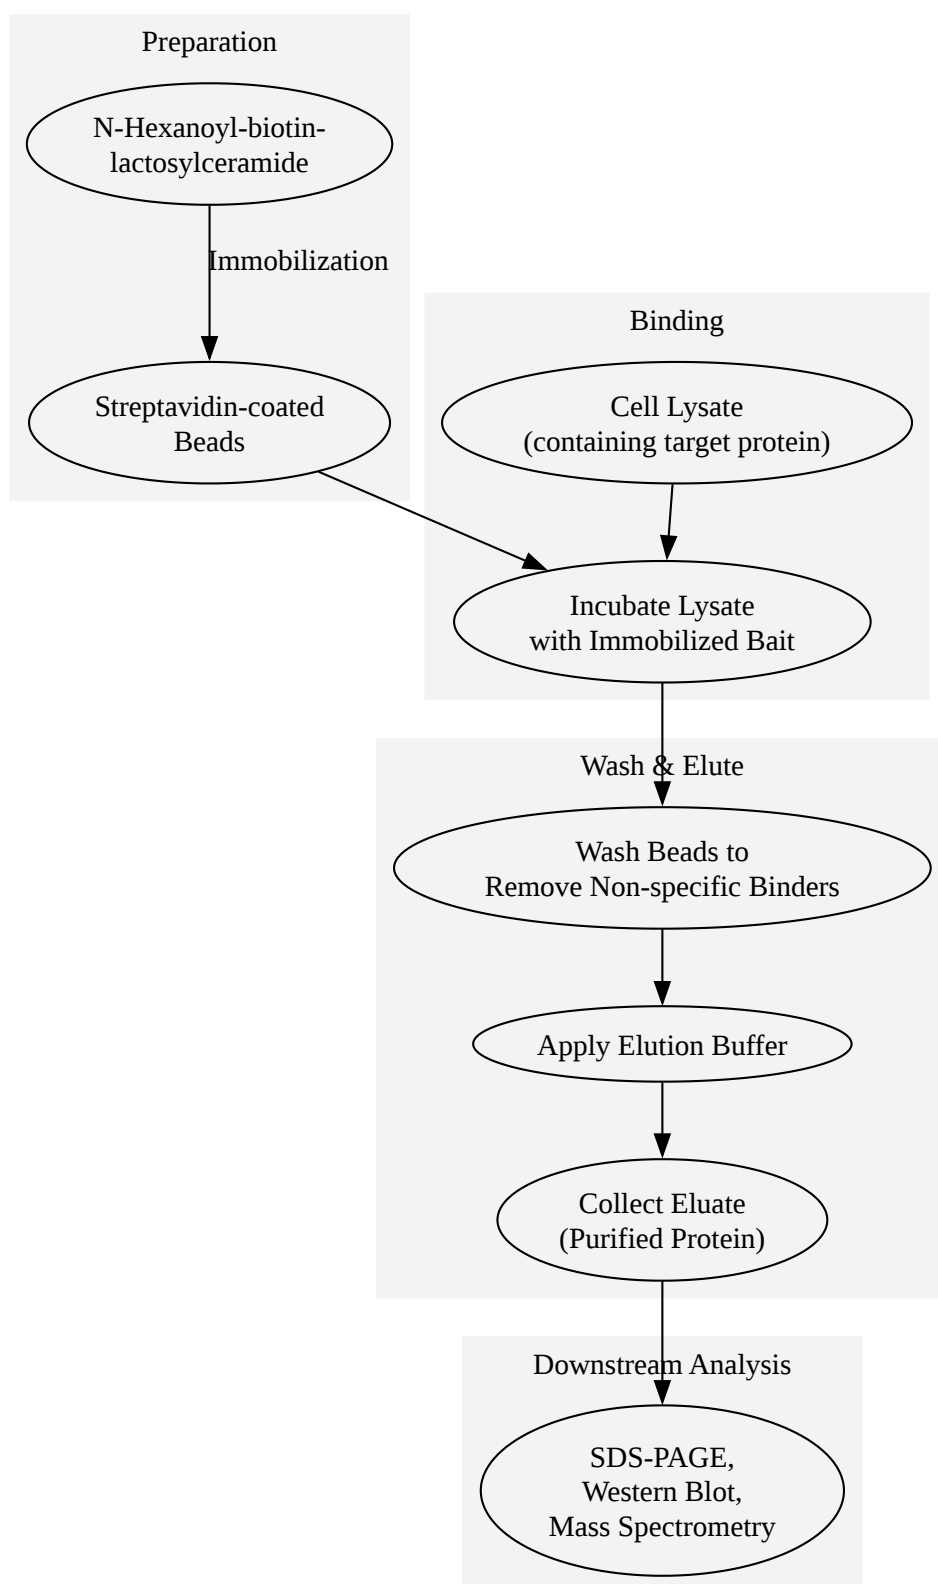 Preparation
N-Hexanoyl-biotin-
lactosylceramide
Immobilization
Streptavidin-coated
Beads
Binding
Cell Lysate
(containing target protein)
Incubate Lysate
with Immobilized Bait
Wash & Elute
Wash Beads to
Remove Non-specific Binders
Apply Elution Buffer
Collect Eluate
(Purified Protein)
Downstream Analysis
SDS-PAGE,
Western Blot,
Mass Spectrometry